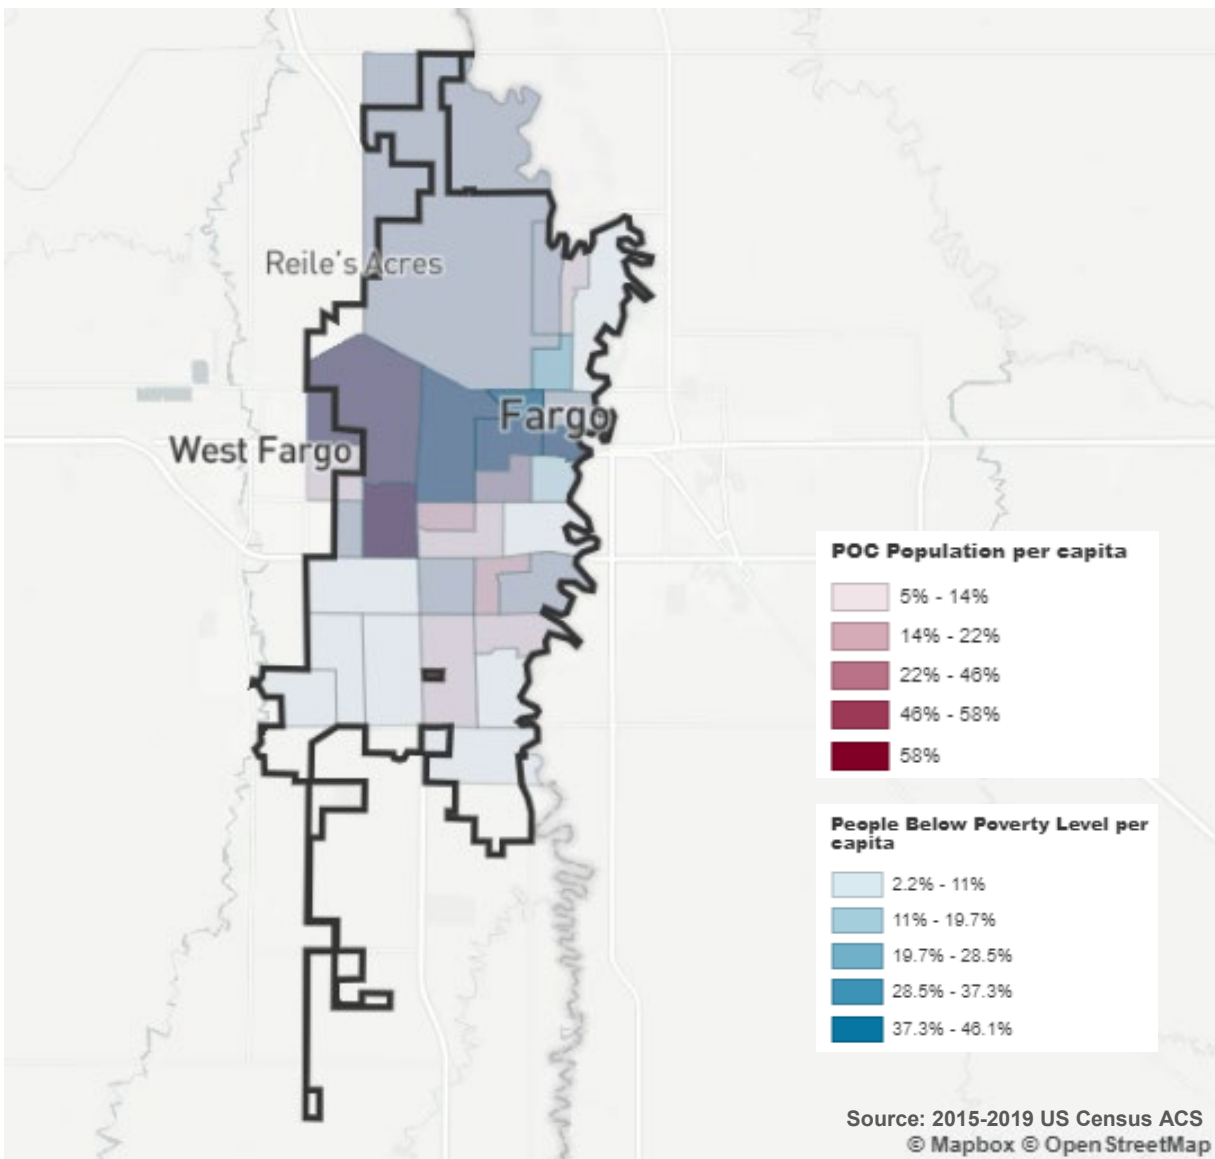 Reile's Acres
Fargo
West Fargo
POC Population per capita
5% - 14%
14% - 22%
22% - 46%
46% - 58%
58%
People Below Poverty Level per
capita
2.2% - 11%
11% - 19.7%
19.7% - 28.5%
28.5% - 37.3%
37.3% - 46.1%
Source: 2015-2019 US Census ACS
© Mapbox © OpenStreetMap